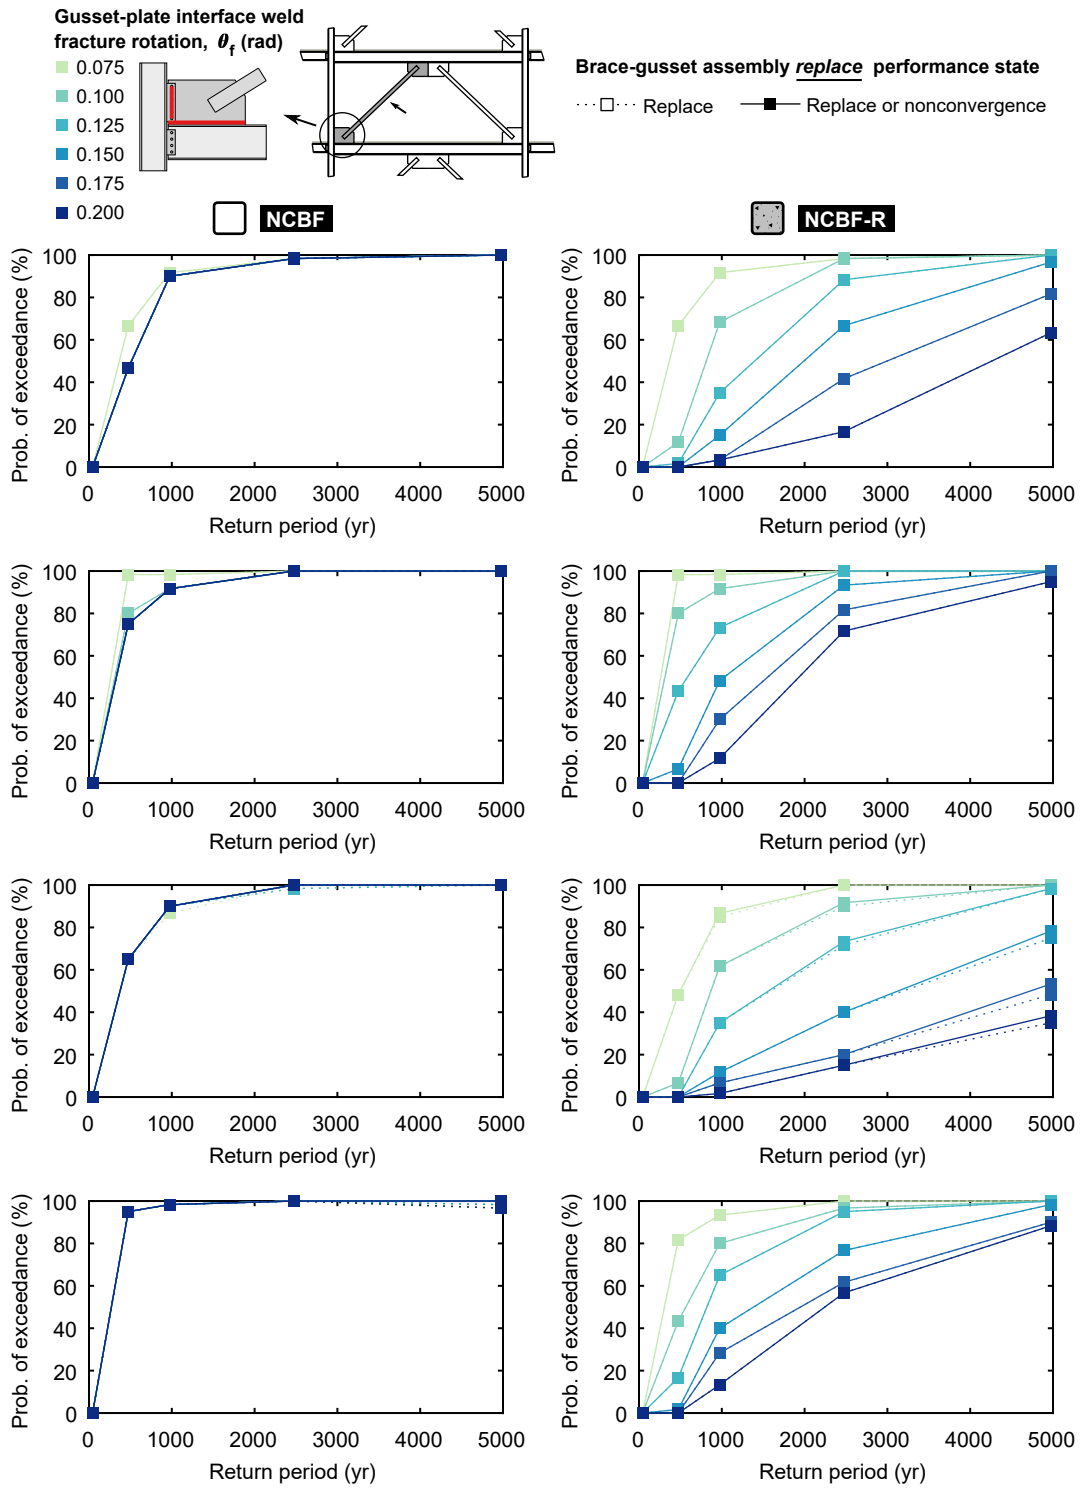 Gusset-plate interface weld
fracture rotation, θf (rad)
0.075
0.100
0.125
0.150
0.175
0.200
Brace-gusset assembly replace performance state
Replace
Replace or nonconvergence
NCBF
NCBF-R
Prob. of exceedance (%)
100
80
60
40
20
0
0 1000 2000 3000 4000 5000
Return period (yr)
Prob. of exceedance (%)
100
80
60
40
20
0
0 1000 2000 3000 4000 5000
Return period (yr)
Prob. of exceedance (%)
100
80
60
40
20
0
0 1000 2000 3000 4000 5000
Return period (yr)
Prob. of exceedance (%)
100
80
60
40
20
0
0 1000 2000 3000 4000 5000
Return period (yr)
Prob. of exceedance (%)
100
80
60
40
20
0
0 1000 2000 3000 4000 5000
Return period (yr)
Prob. of exceedance (%)
100
80
60
40
20
0
0 1000 2000 3000 4000 5000
Return period (yr)
Prob. of exceedance (%)
100
80
60
40
20
0
0 1000 2000 3000 4000 5000
Return period (yr)
Prob. of exceedance (%)
100
80
60
40
20
0
0 1000 2000 3000 4000 5000
Return period (yr)